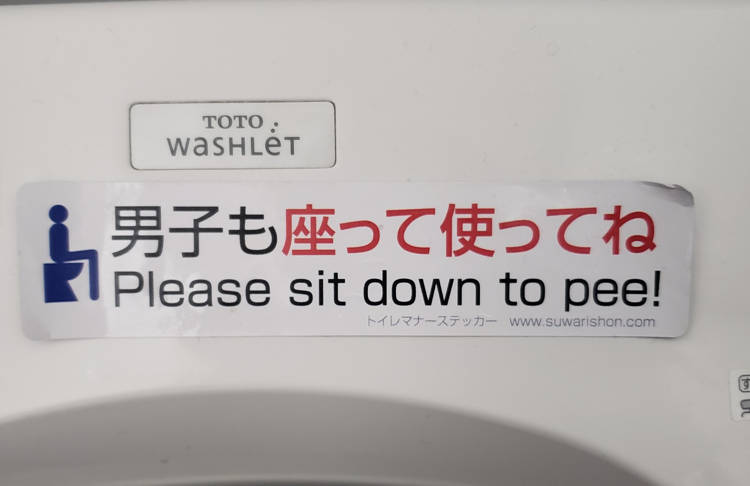 TOTO
WASHLET
男子も座って使ってね
Please sit down to pee!
トイレマナーステッカー www.suwarishon.com